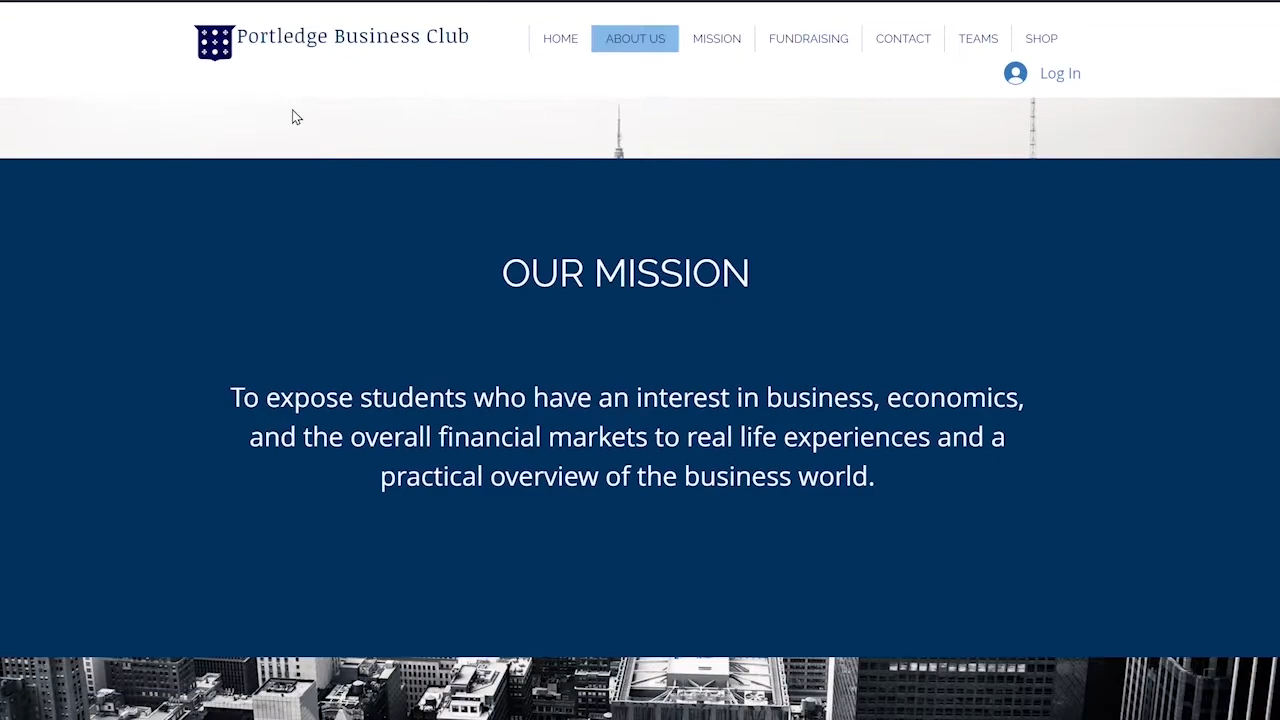 Portledge Business Club
HOME ABOUT US MISSION FUNDRAISING CONTACT TEAMS SHOP
Log In
OUR MISSION
To expose students who have an interest in business, economics,
and the overall financial markets to real life experiences and a
practical overview of the business world.